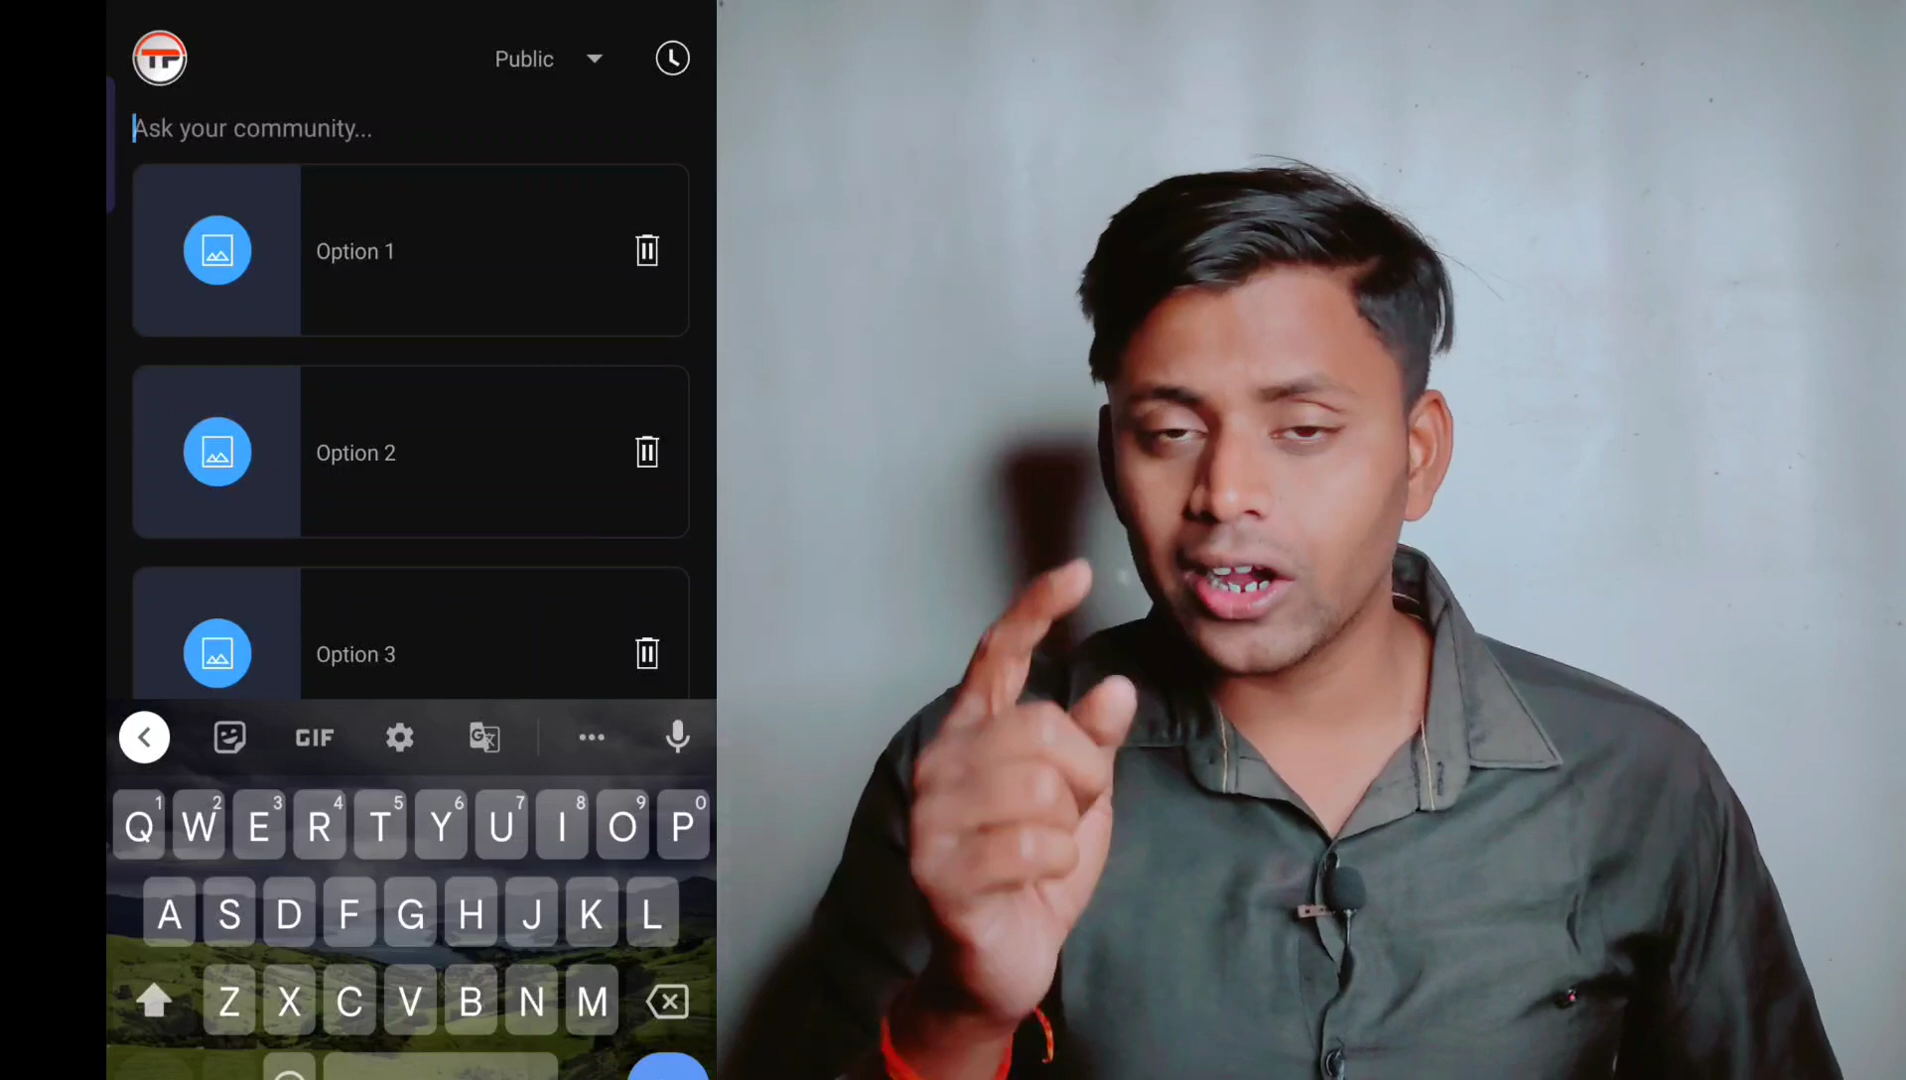 TP
Public
Ask your community...
Option 1
Option 2
Option 3
GIF
G
1 2 3 4 5 6 7 8 9 0
Q W E R T Y U I O P
A S D F G H J K L
Z X C V B N M